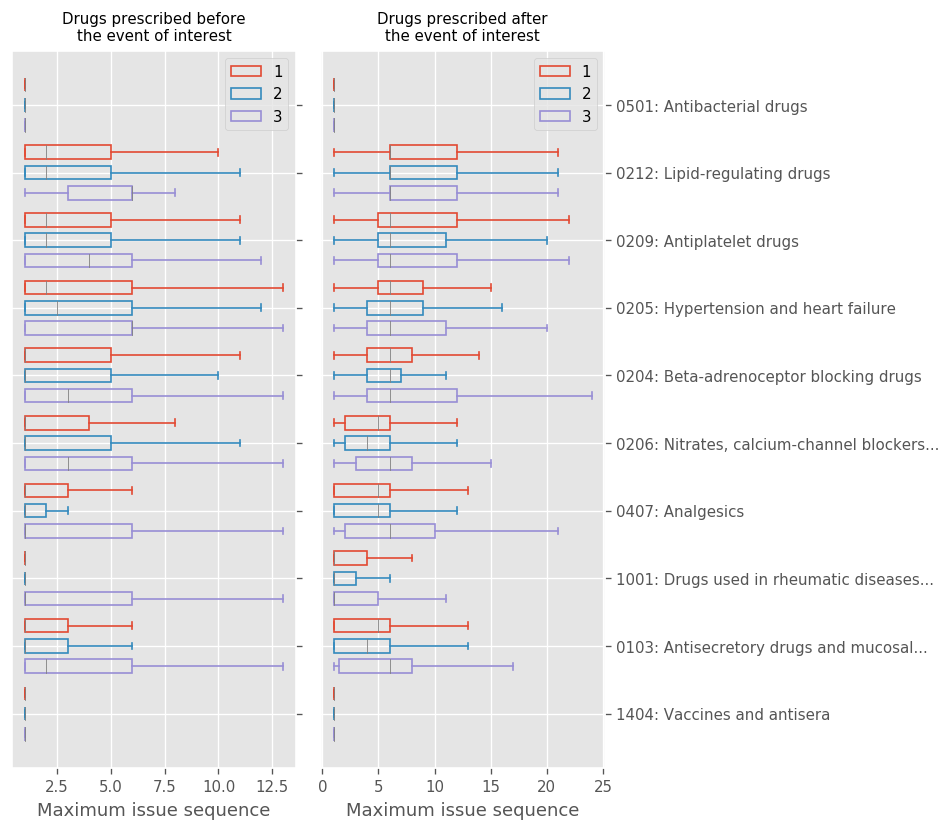 Drugs prescribed before
the event of interest
Drugs prescribed after
the event of interest
1
2
3
1
2
3
0501: Antibacterial drugs
0212: Lipid-regulating drugs
0209: Antiplatelet drugs
0205: Hypertension and heart failure
0204: Beta-adrenoceptor blocking drugs
0206: Nitrates, calcium-channel blockers...
0407: Analgesics
1001: Drugs used in rheumatic diseases...
0103: Antisecretory drugs and mucosal...
1404: Vaccines and antisera
2.5 5.0 7.5 10.0 12.5
0 5 10 15 20 25
Maximum issue sequence
Maximum issue sequence